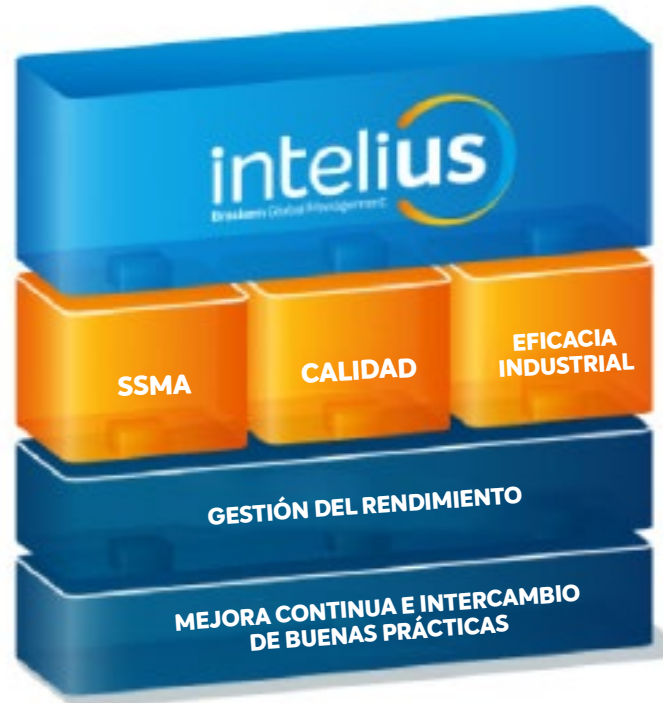 intelius
Braskem Global Management
SSMA
CALIDAD
EFICACIA
INDUSTRIAL
GESTIÓN DEL RENDIMIENTO
MEJORA CONTINUA E INTERCAMBIO
DE BUENAS PRÁCTICAS